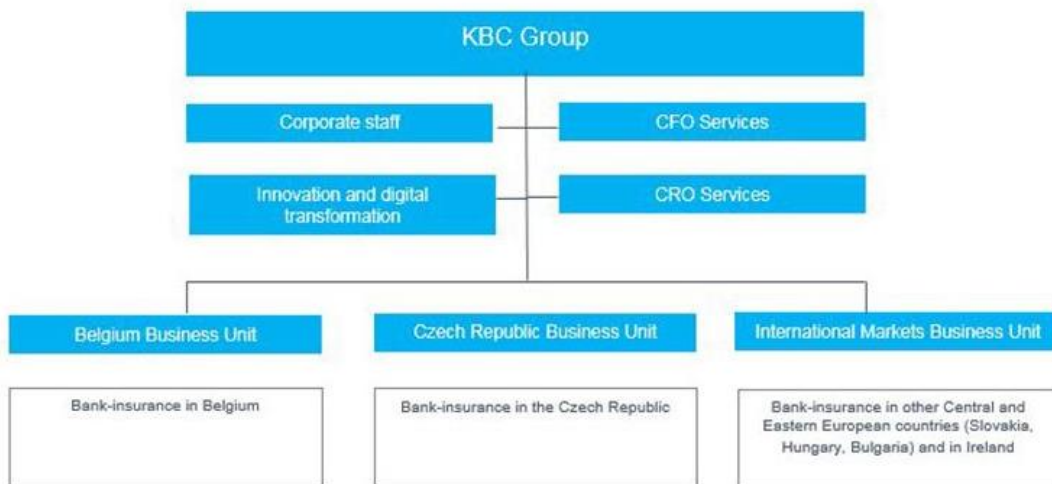 KBC Group
Corporate staff
CFO Services
Innovation and digital
transformation
CRO Services
Belgium Business Unit
Czech Republic Business Unit
International Markets Business Unit
Bank-insurance in Belgium
Bank-insurance in the Czech Republic
Bank-insurance in other Central and
Eastern European countries (Slovakia,
Hungary, Bulgaria) and in Ireland